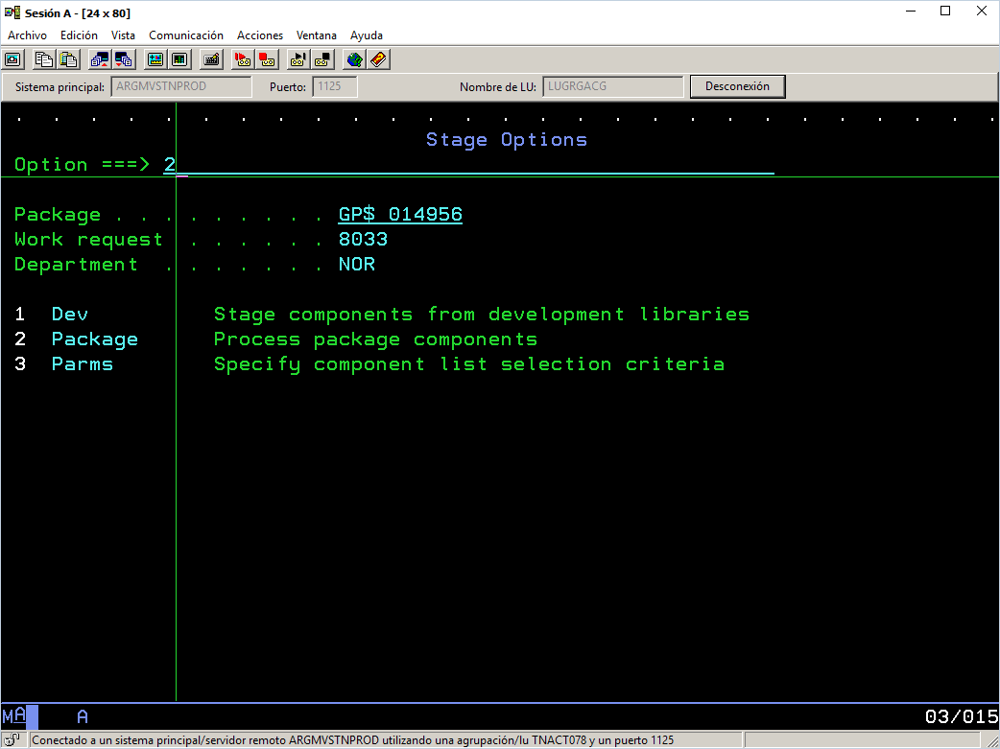 Sesión A - [24 x 80]
Archivo Edición Vista Comunicación Acciones Ventana Ayuda
Sistema principal: ARGMVSTNPROD Puerto: 1125 Nombre de LU: LUGRGACG Desconexión
. . . . . . . . . . . . . . . . . . . . . . . . . . .
Stage Options
Option ===> 2
Package . . . . . . . . . GP$ 014956
Work request . . . . . . 8033
Department . . . . . . . NOR
1 Dev Stage components from development libraries
2 Package Process package components
3 Parms Specify component list selection criteria
MA A 03/015
Conectado a un sistema principal/servidor remoto ARGMVSTNPROD utilizando una agrupación/lu TNACT078 y un puerto 1125